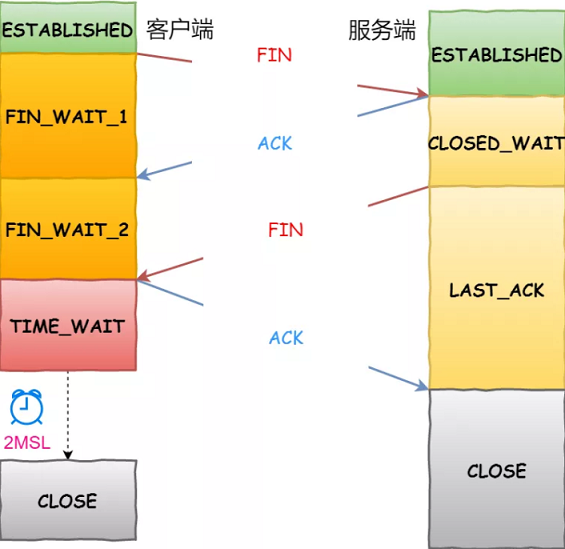 ESTABLISHED
客户端
服务端
FIN
ESTABLISHED
FIN_WAIT_1
ACK
CLOSED_WAIT
FIN_WAIT_2
FIN
LAST_ACK
TIME_WAIT
ACK
2MSL
CLOSE
CLOSE